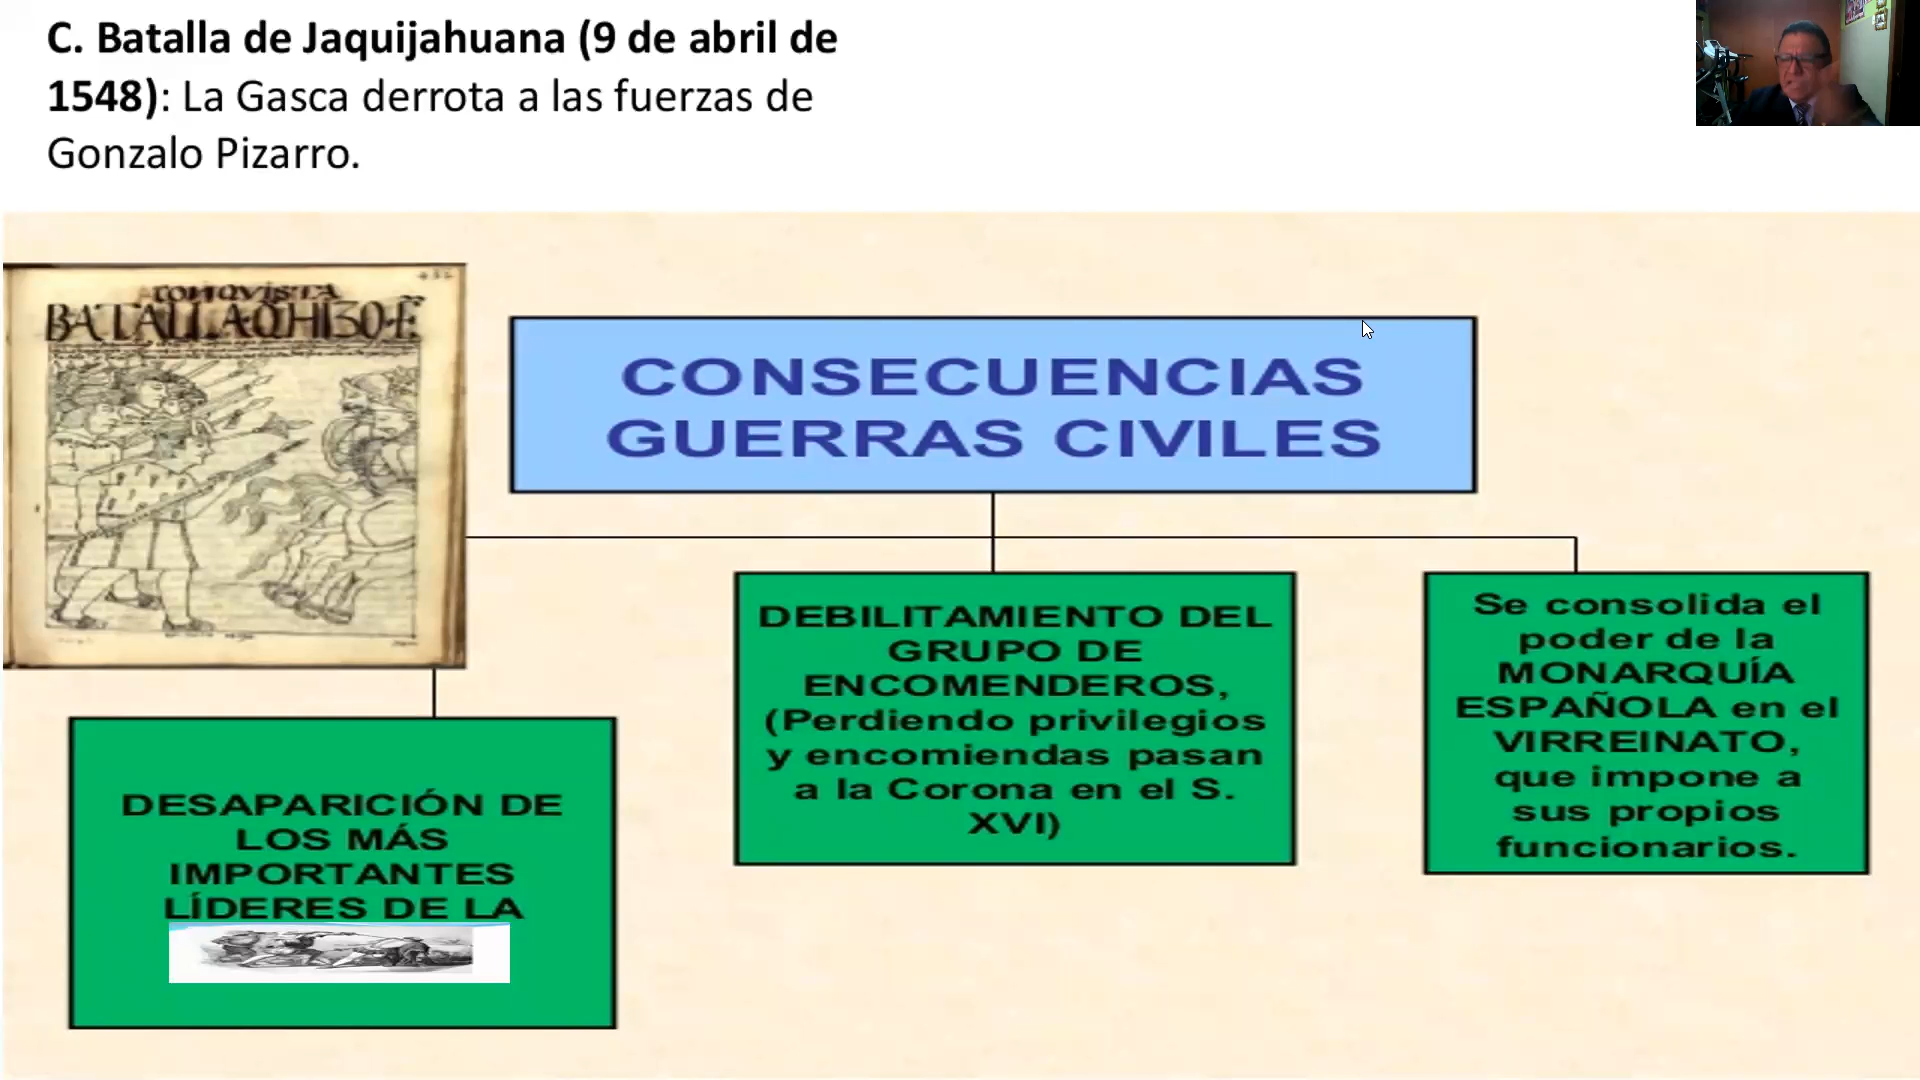 C. Batalla de Jaquijahuana (9 de abril de
1548): La Gasca derrota a las fuerzas de
Gonzalo Pizarro.
CONQVISTA
BATALLA
CONSECUENCIAS
GUERRAS CIVILES
DESAPARICIÓN DE
LOS MÁS
IMPORTANTES
LÍDERES DE LA
DEBILITAMIENTO DEL
GRUPO DE
ENCOMENDEROS,
(Perdiendo privilegios
y encomiendas pasan
a la Corona en el S.
XVI)
Se consolida el
poder de la
MONARQUÍA
ESPAÑOLA en el
VIRREINATO,
que impone a
sus propios
funcionarios.